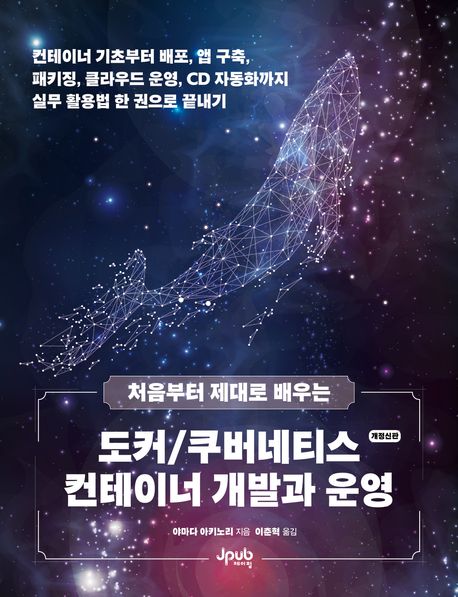 컨테이너 기초부터 배포, 앱 구축,
패키징, 클라우드 운영, CD 자동화까지
실무 활용법 한 권으로 끝내기
처음부터 제대로 배우는
도커/쿠버네티스 개정신판
컨테이너 개발과 운영
야마다 아키노리 지음 이춘혁 옮김
Jpub
제이펍